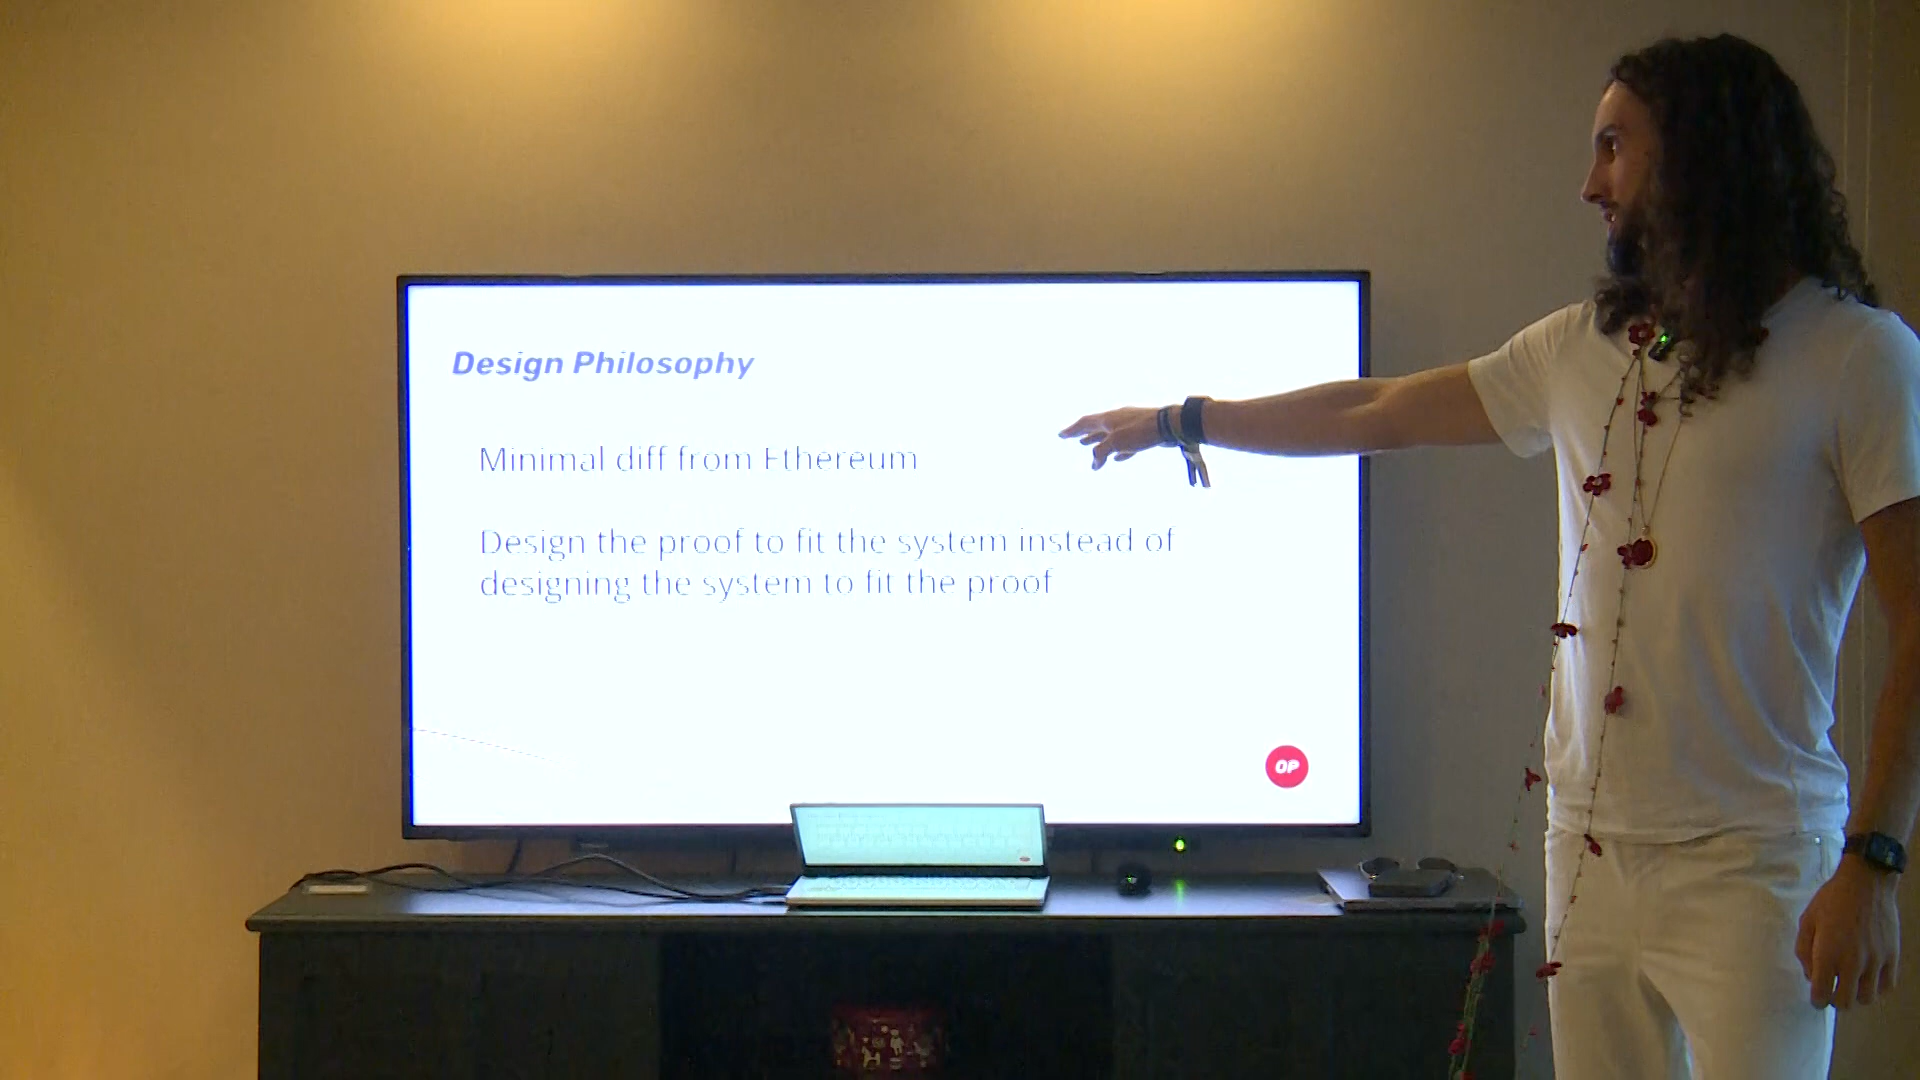 Design Philosophy
Minimal diff from Ethereum
Design the proof to fit the system instead of
designing the system to fit the proof
OP